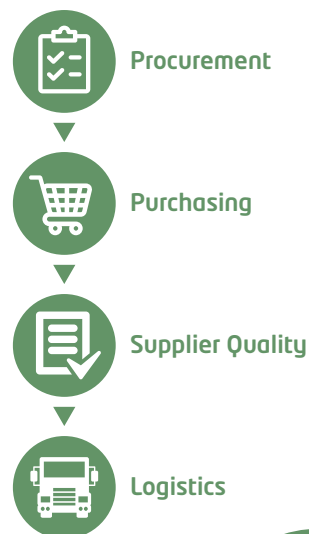 Procurement
Purchasing
Supplier Quality
Logistics